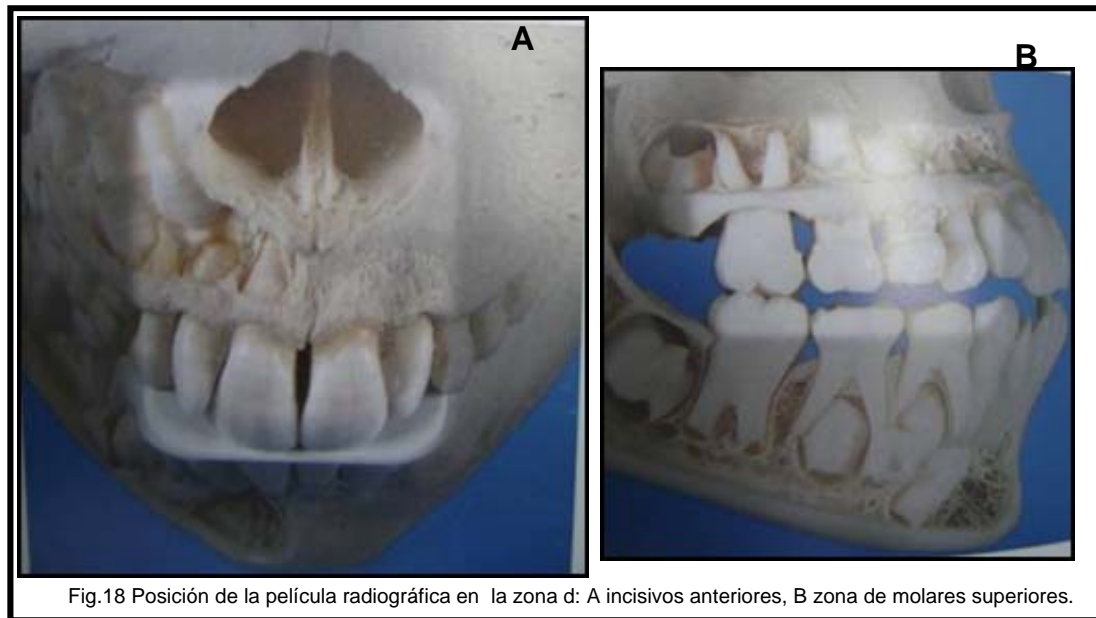 A
B
Fig.18 Posición de la película radiográfica en la zona d: A incisivos anteriores, B zona de molares superiores.